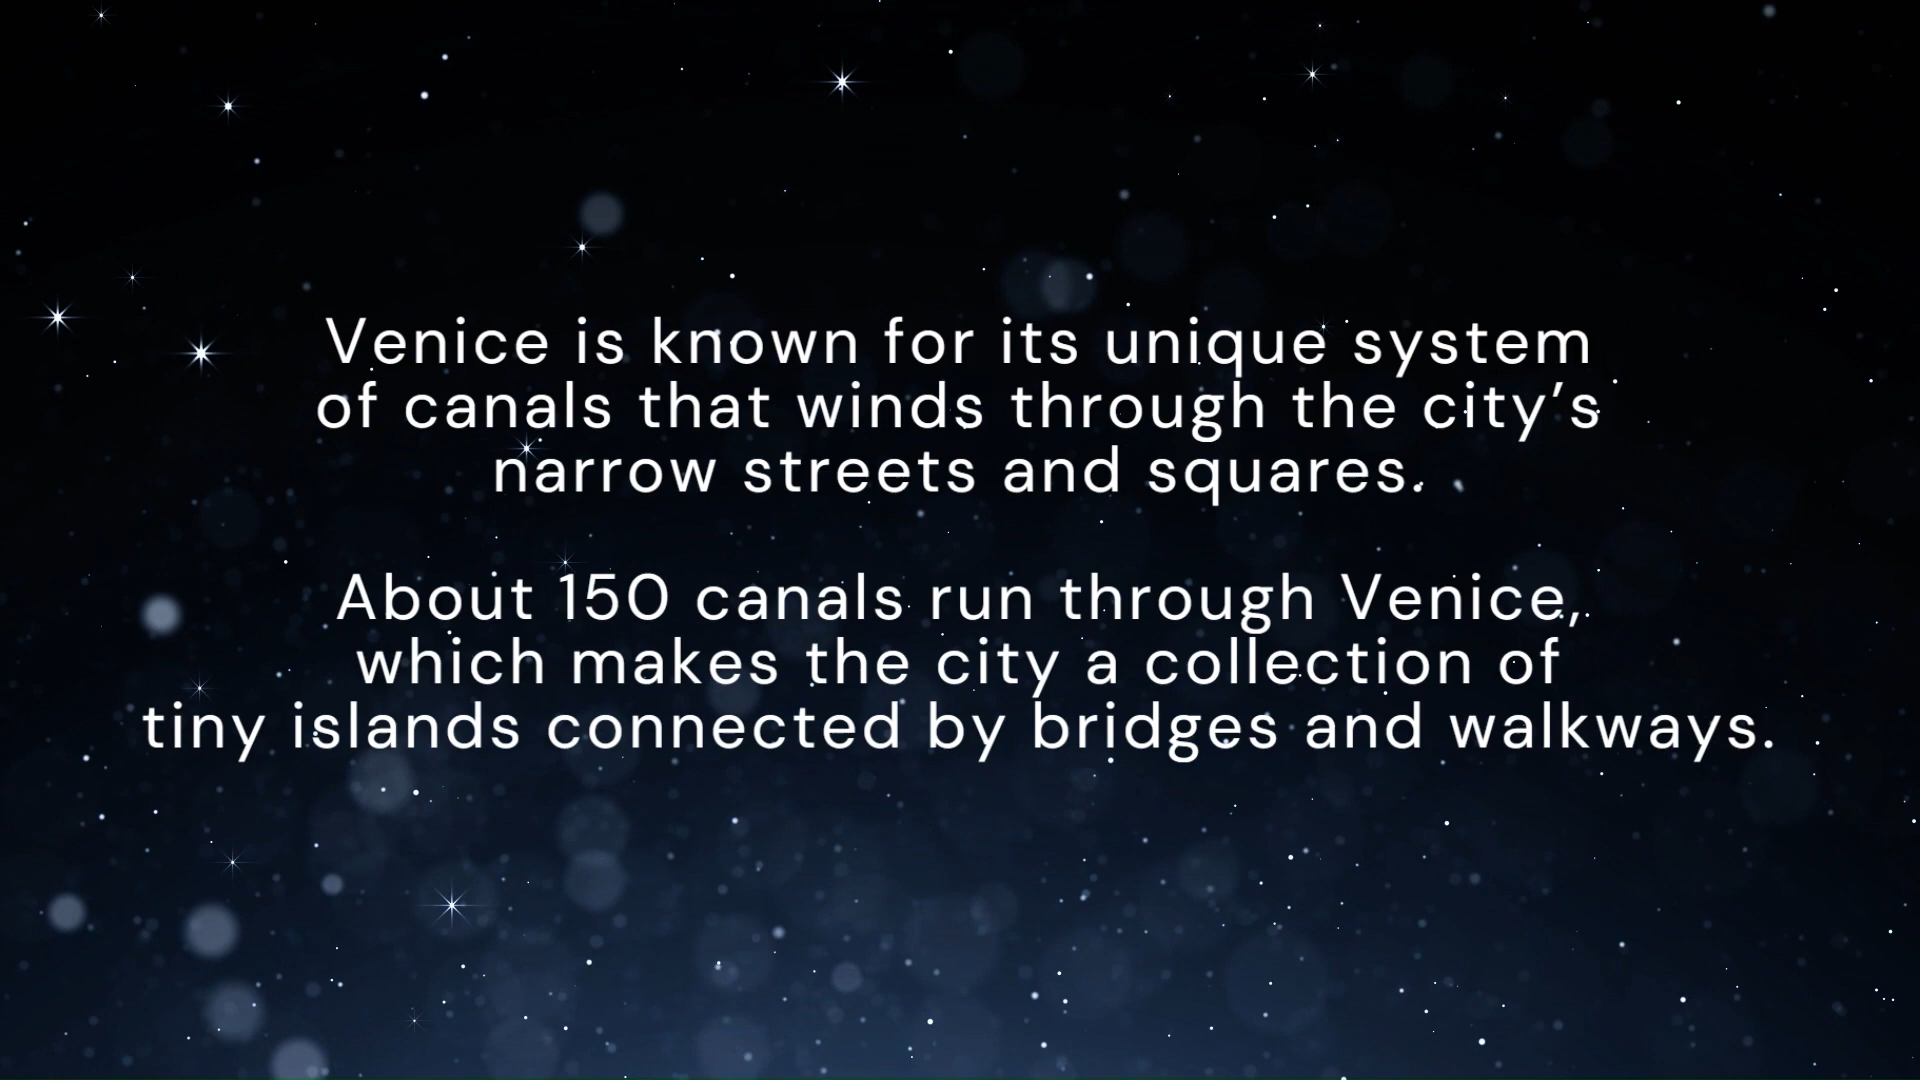 Venice is known for its unique system
of canals that winds through the city’s
narrow streets and squares.
About 150 canals run through Venice,
which makes the city a collection of
tiny islands connected by bridges and walkways.